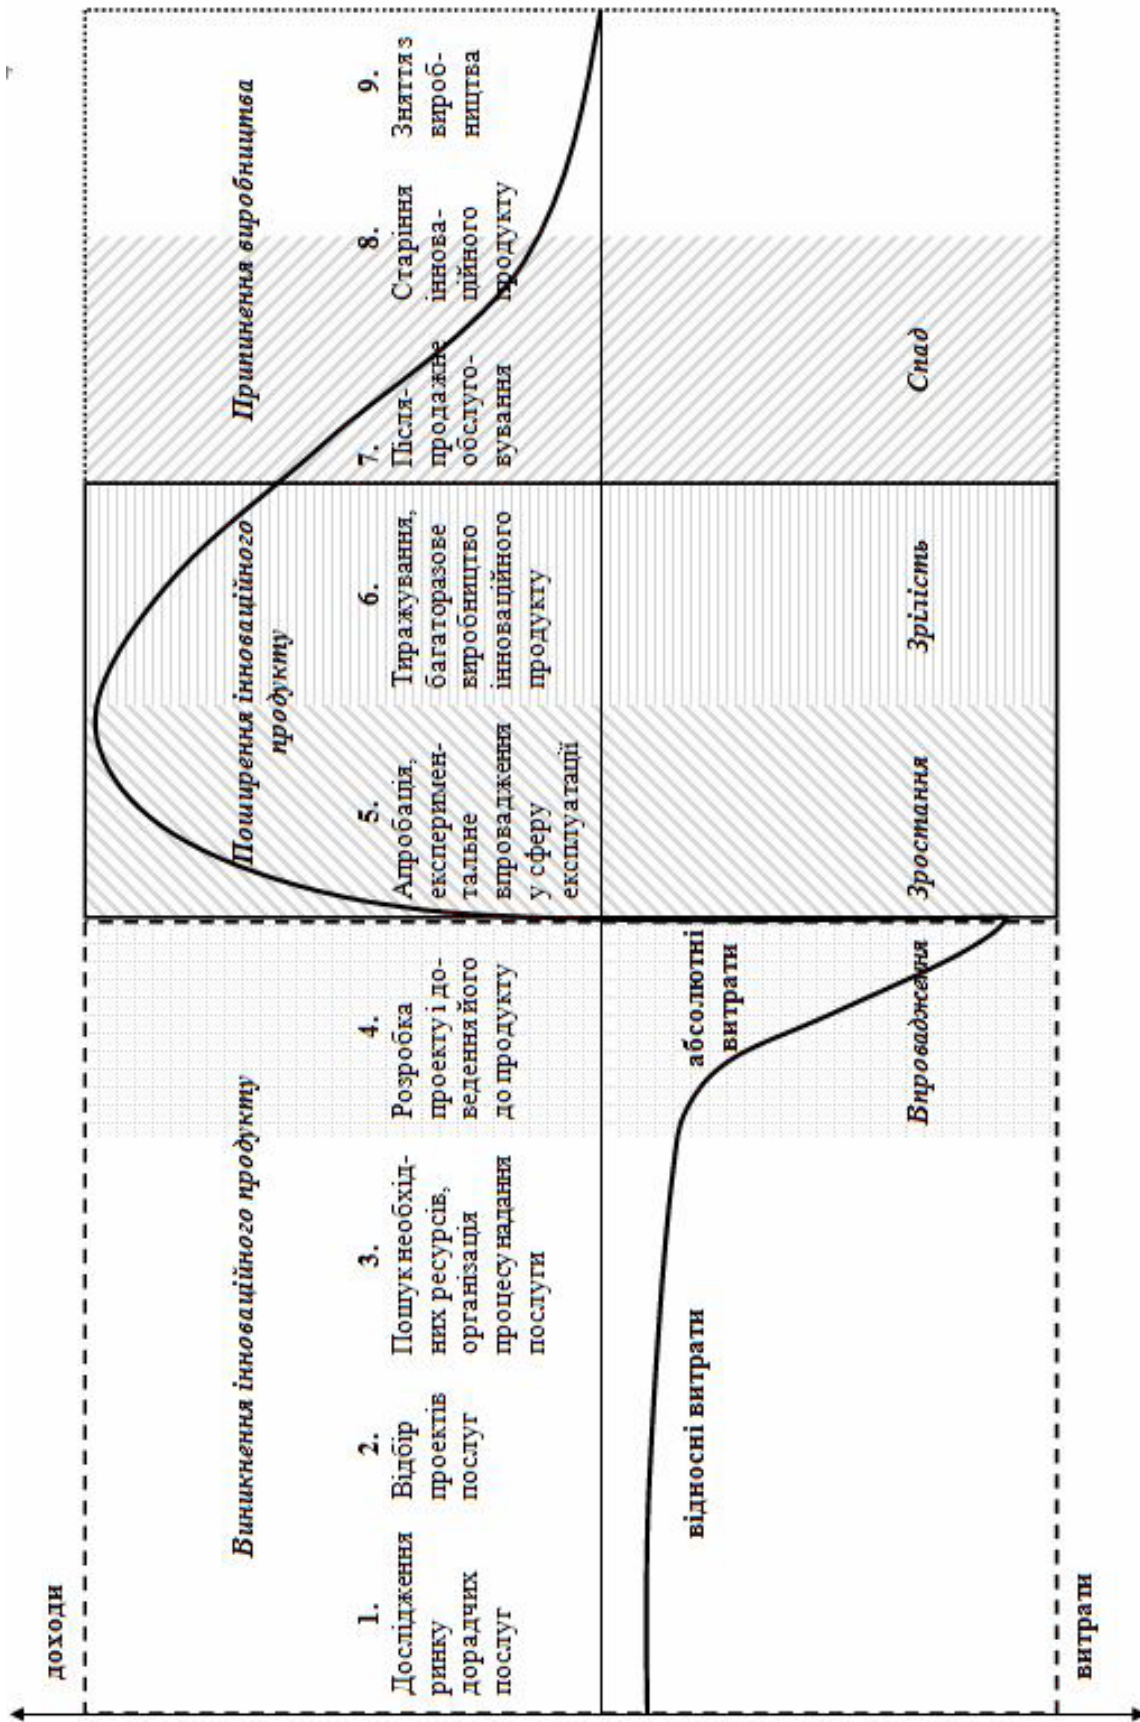 доходи
Виникнення інноваційного продукту
Поширення інноваційного
продукту
Припинення виробництва
1.
Дослідження
ринку
дорадчих
послуг
2.
Відбір
проектів
послуг
3.
Пошук необхід-
них ресурсів,
організація
процесу надання
послуги
4.
Розробка
проекту і до-
ведення його
до продукту
5.
Апробація,
експеримен-
тальне
впровадження
у сферу
експлуатації
6.
Тиражування,
багаторазове
виробництво
інноваційного
продукту
7.
Після-
продажне
обслуго-
вування
8.
Старіння
іннова-
ційного
продукту
9.
Зняття з
вироб-
ництва
відносні витрати
абсолютні
витрати
Впровадження
Зростання
Зрілість
Спад
витрати